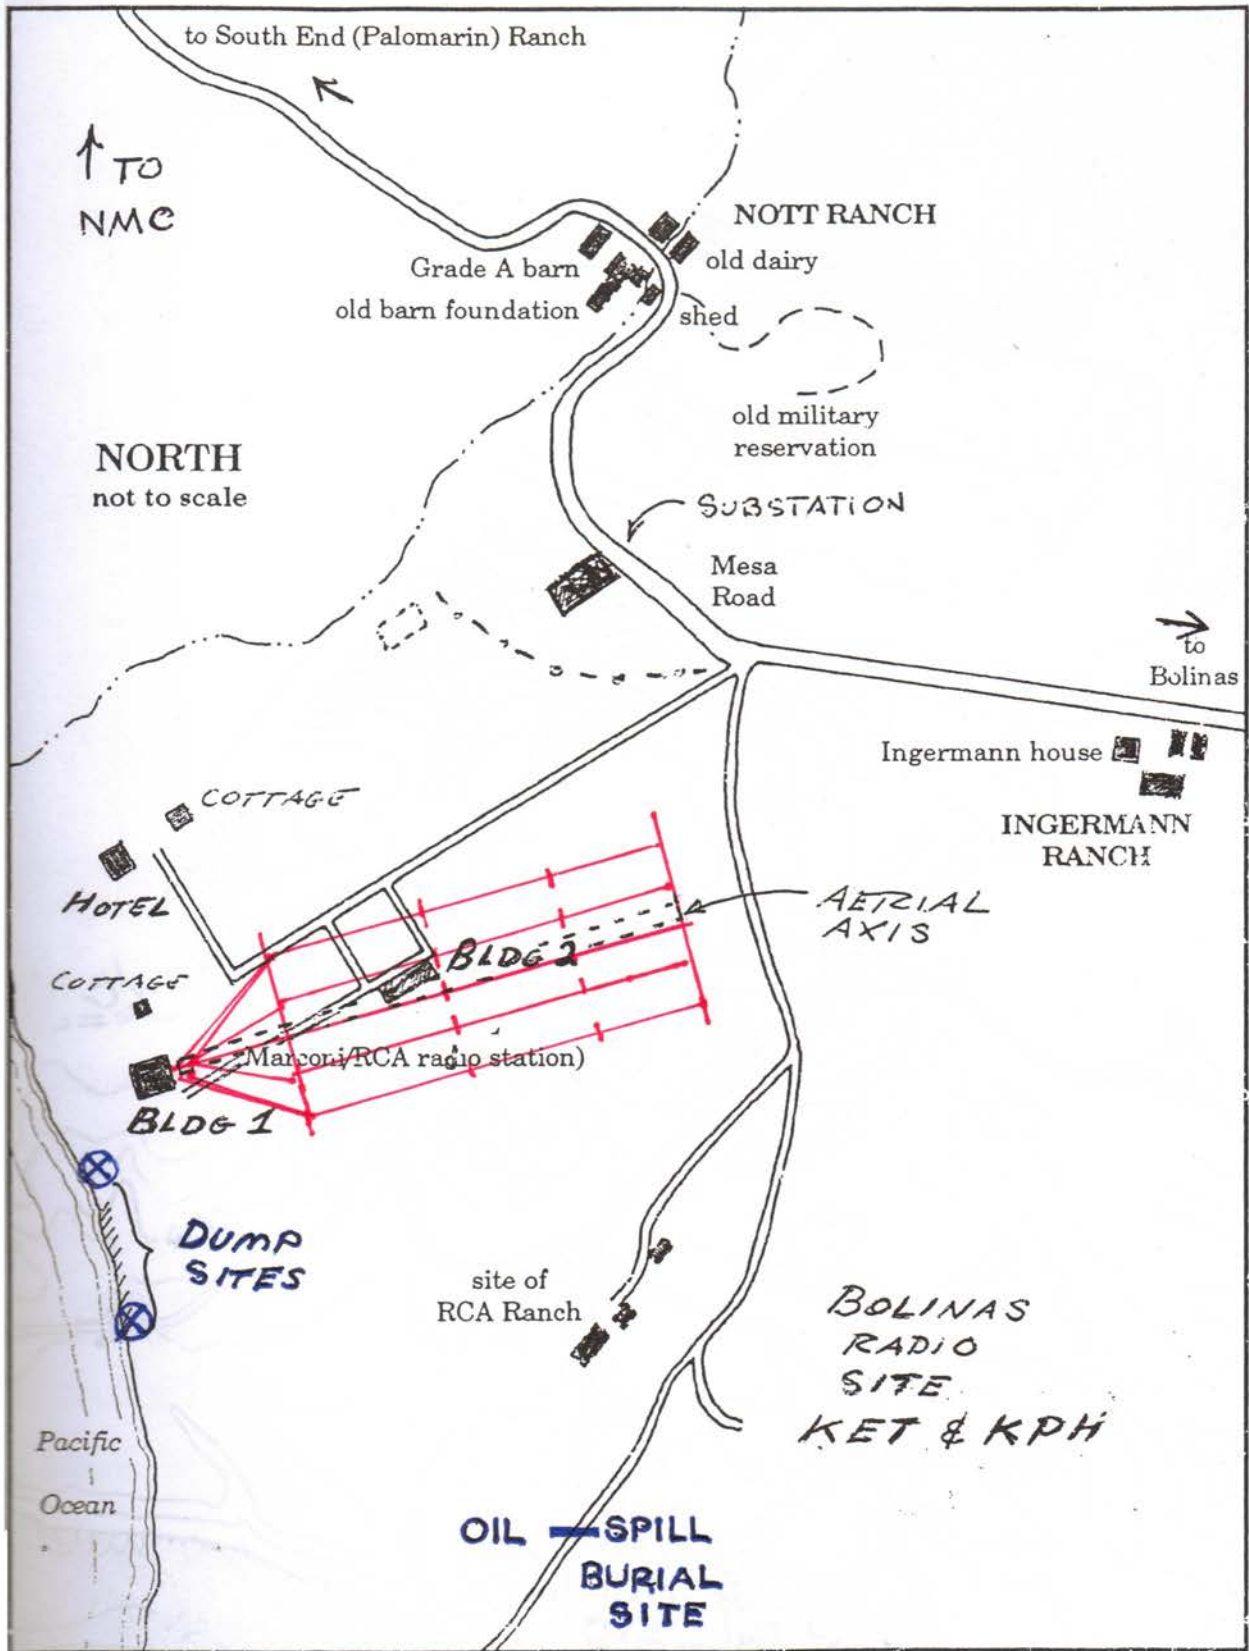 to South End (Palomarin) Ranch
↑ TO
NMC
NOTT RANCH
Grade A barn
old dairy
old barn foundation
shed
old military
reservation
NORTH
not to scale
SUBSTATION
Mesa
Road
to
Bolinas
Ingermann house
COTTAGE
INGERMANN
RANCH
HOTEL
AERIAL
AXIS
BLDG 2
COTTAGE
Marconi/RCA radio station)
BLDG 1
DUMP
SITES
site of
RCA Ranch
BOLINAS
RADIO
SITE
KET & KPH
Pacific
Ocean
OIL SPILL
BURIAL
SITE